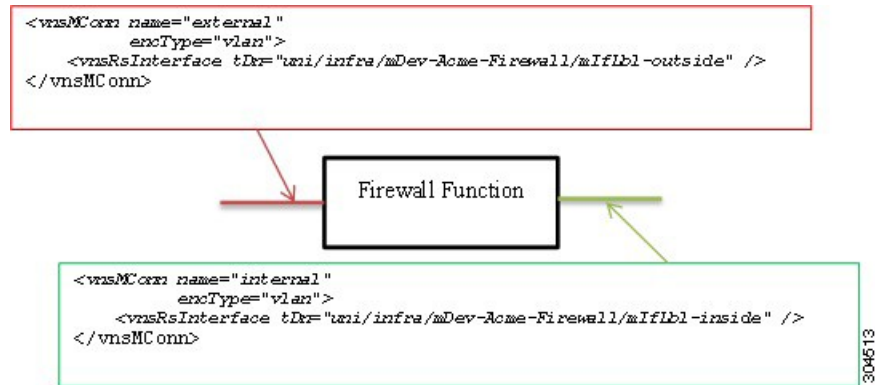 <vnsMConn name="external"
encType="vlan">
<vnsRsInterface tDn="uni/infra/mDev-Acme-Firewall/mIfLbl-outside" />
</vnsMConn>
Firewall Function
<vnsMConn name="internal"
encType="vlan">
<vnsRsInterface tDn="uni/infra/mDev-Acme-Firewall/mIfLbl-inside" />
</vnsMConn>
304513